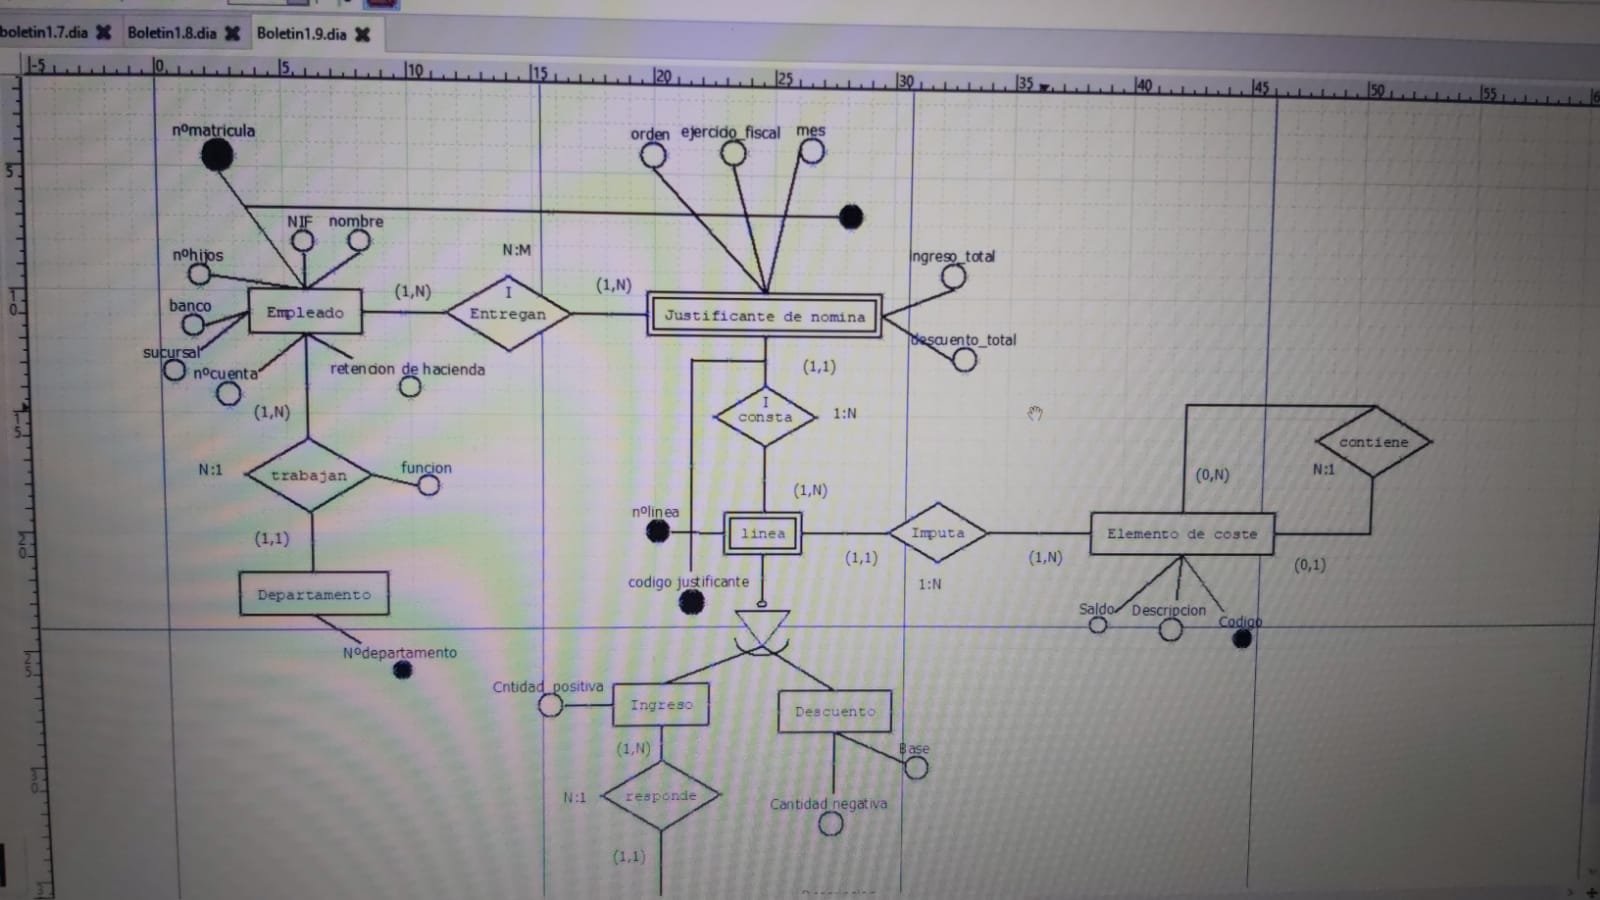 boletin1.7.dia
Boletin1.8.dia
Boletin1.9.dia
-5 0 5 10 15 20 25 30 35 40 45 50 55
nºmatricula
orden
ejercido_fiscal
mes
NIF
nombre
nºhijos
N:M
ingreso_total
(1,N)
(1,N)
banco
Empleado
I
Entregan
Justificante de nomina
sucursal
descuento_total
nºcuenta
retencion de hacienda
(1,1)
(1,N)
I
consta
1:N
contiene
N:1
trabajan
funcion
N:1
(0,N)
(1,N)
nºlinea
(1,1)
linea
Imputa
Elemento de coste
(1,1)
(1,N)
(0,1)
1:N
codigo justificante
Departamento
Saldo
Descripcion
Codigo
Nºdepartamento
Cntidad_positiva
Ingreso
Descuento
(1,N)
Base
N:1
responde
Cantidad negativa
(1,1)